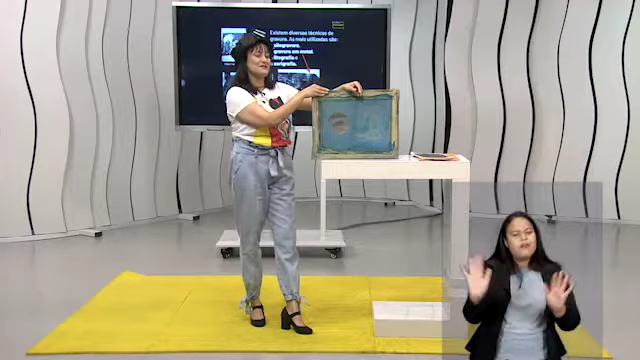 Existem diversas técnicas de
gravura. As mais utilizadas são:
xilogravura,
gravura em metal,
litografia e
serigrafia.